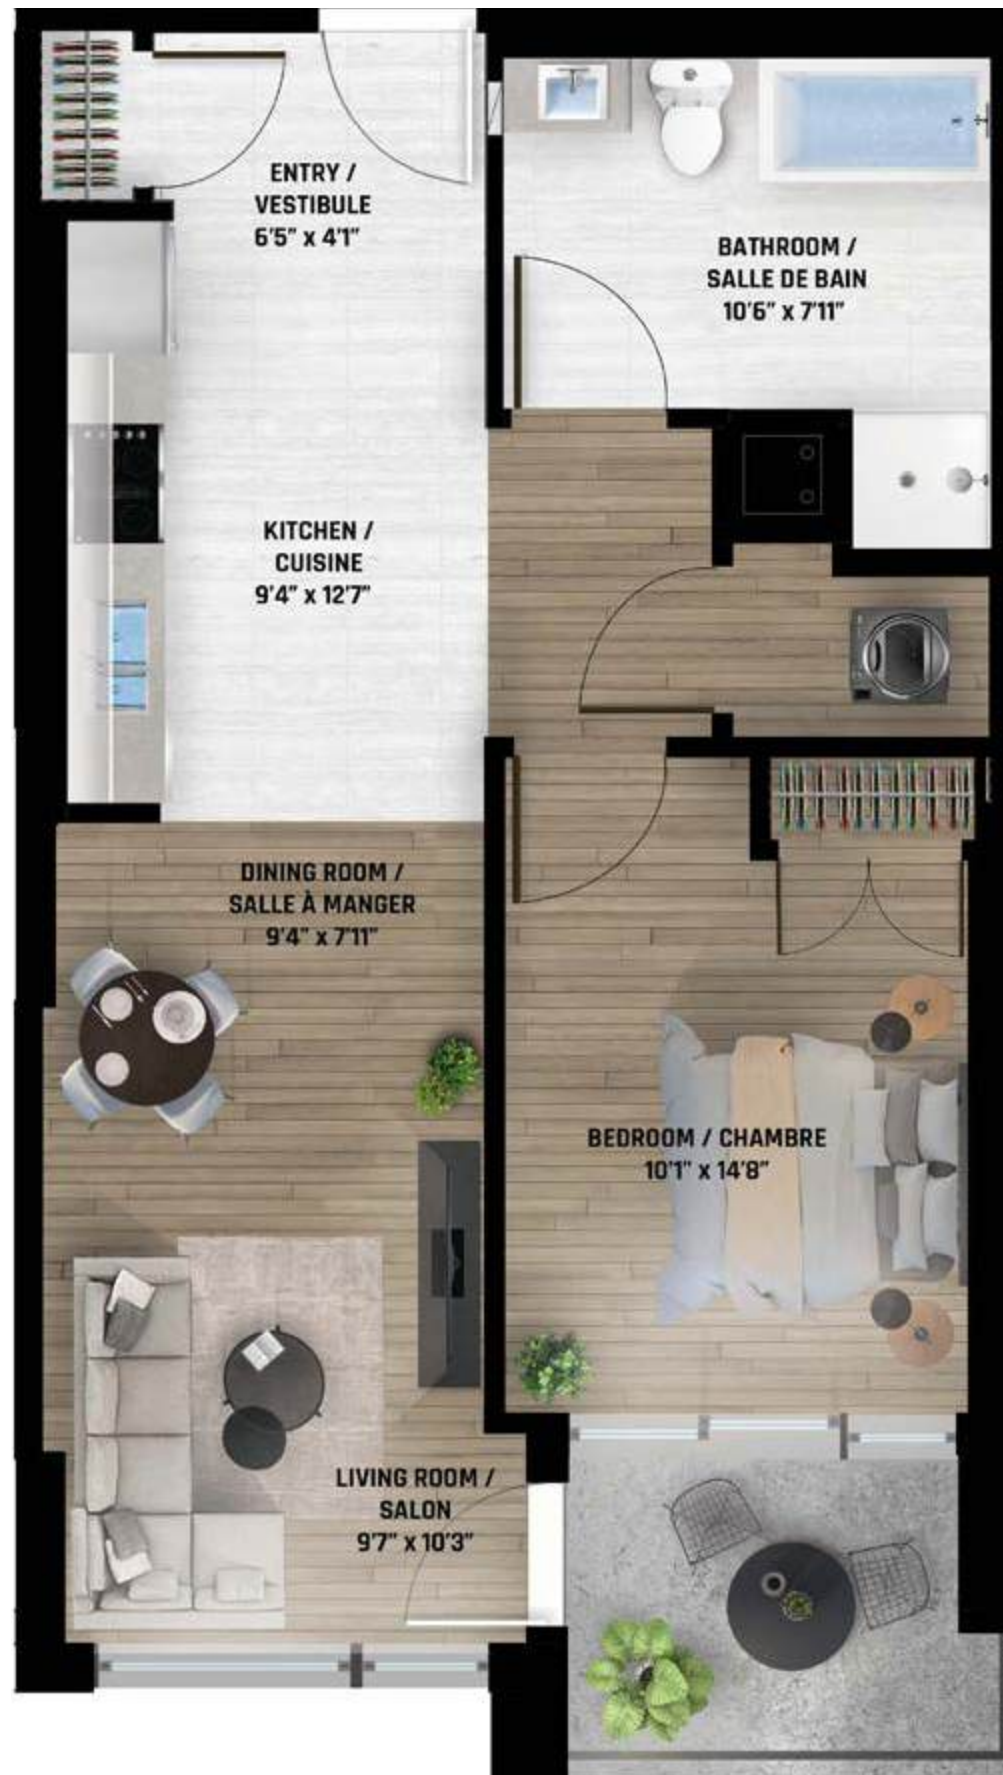 ENTRY /
VESTIBULE
6'5" x 4'1"
BATHROOM /
SALLE DE BAIN
10'6" x 7'11"
KITCHEN /
CUISINE
9'4" x 12'7"
DINING ROOM /
SALLE À MANGER
9'4" x 7'11"
BEDROOM / CHAMBRE
10'1" x 14'8"
LIVING ROOM /
SALON
9'7" x 10'3"